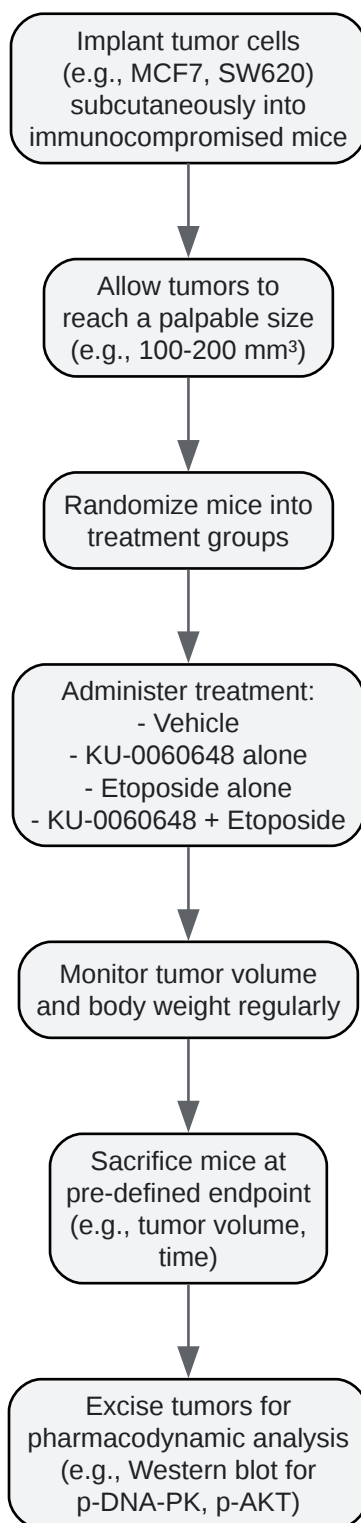 Implant tumor cells
(e.g., MCF7, SW620)
subcutaneously into
immunocompromised mice
Allow tumors to
reach a palpable size
(e.g., 100-200 mm³)
Randomize mice into
treatment groups
Administer treatment:
- Vehicle
- KU-0060648 alone
- Etoposide alone
- KU-0060648 + Etoposide
Monitor tumor volume
and body weight regularly
Sacrifice mice at
pre-defined endpoint
(e.g., tumor volume,
time)
Excise tumors for
pharmacodynamic analysis
(e.g., Western blot for
p-DNA-PK, p-AKT)